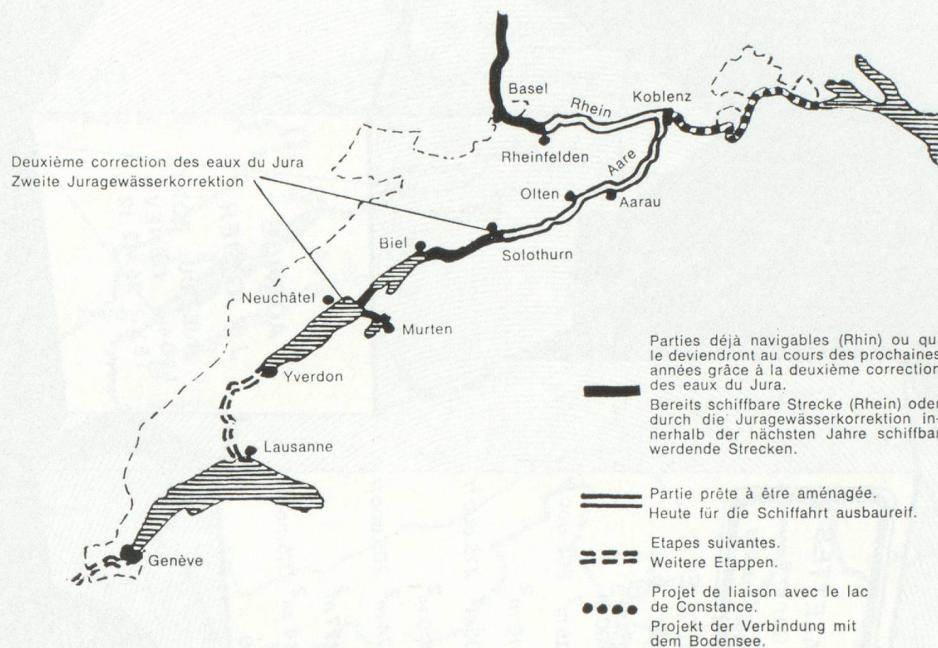 Basel
Rhein
Koblenz
Rheinfelden
Deuxième correction des eaux du Jura
Zweite Juragewässerkorrektion
Aare
Olten
Aarau
Biel
Solothurn
Neuchâtel
Murten
Yverdon
Lausanne
Genève
Parties déjà navigables (Rhin) ou qui
le deviendront au cours des prochaines
années grâce à la deuxième correction
des eaux du Jura.
Bereits schiffbare Strecke (Rhein) oder
durch die Juragewässerkorrektion in-
nerhalb der nächsten Jahre schiffbar
werdende Strecken.
Partie prête à être aménagée.
Heute für die Schiffahrt ausbaureif.
Etapes suivantes.
Weitere Etappen.
Projet de liaison avec le lac
de Constance.
Projekt der Verbindung mit
dem Bodensee.